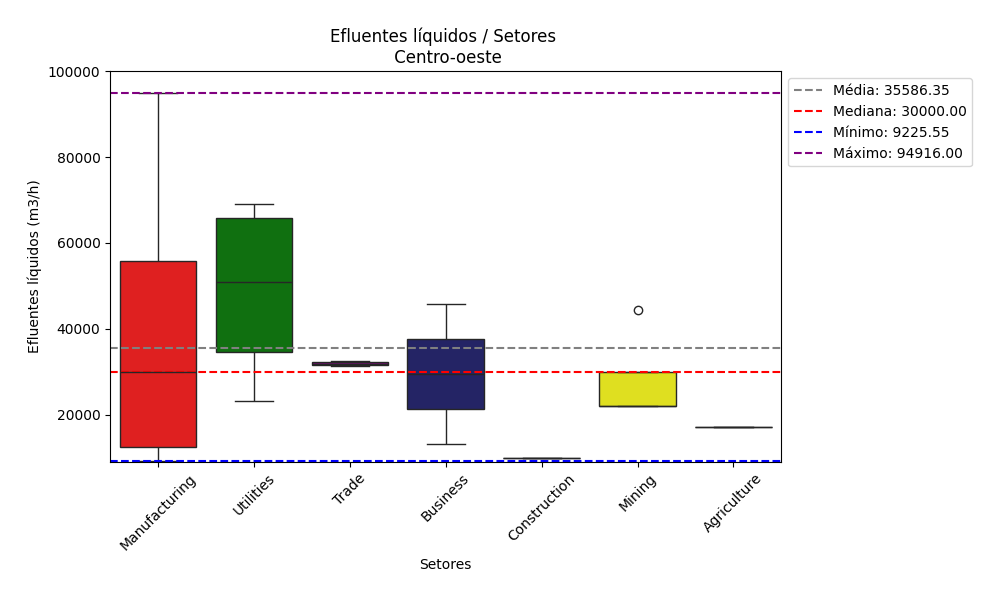 Efluentes líquidos / Setores
Centro-oeste
Efluentes líquidos (m3/h)
100000
80000
60000
40000
20000
Manufacturing
Utilities
Trade
Business
Construction
Mining
Agriculture
Setores
Média: 35586.35
Mediana: 30000.00
Mínimo: 9225.55
Máximo: 94916.00